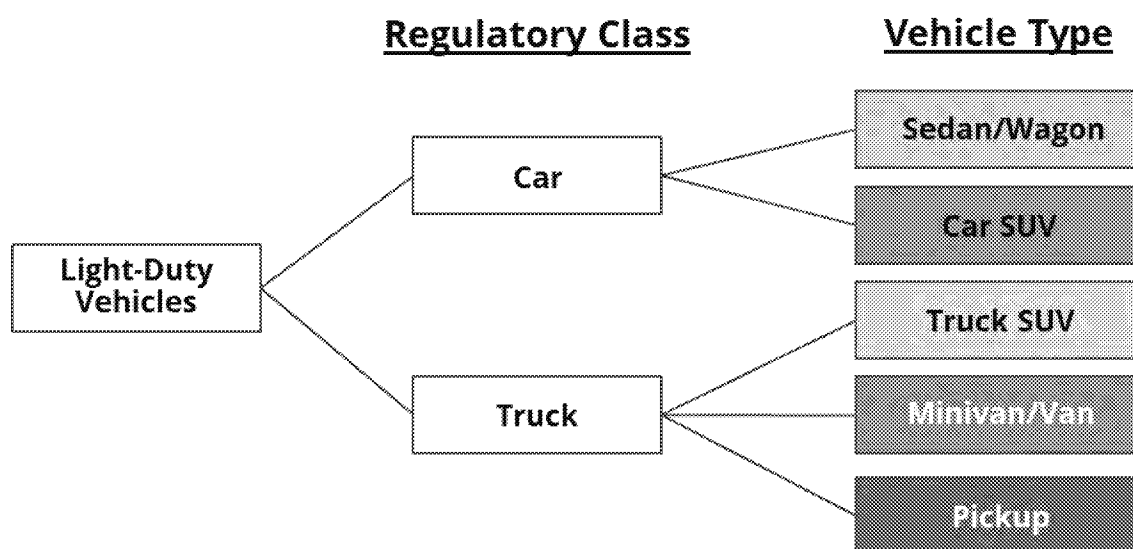 Regulatory Class
Vehicle Type
Sedan/Wagon
Car
Car SUV
Light-Duty
Vehicles
Truck SUV
Truck
Minivan/Van
Pickup